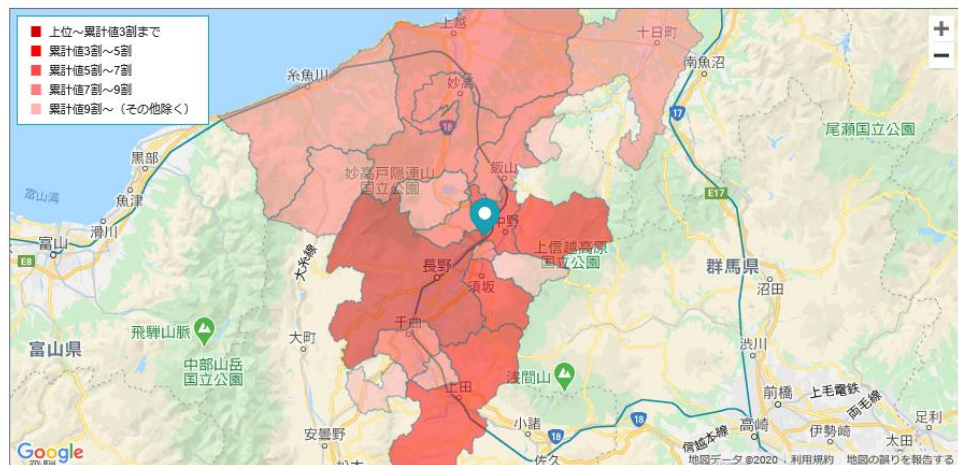 上位～累計値3割まで
累計値3割～5割
累計値5割～7割
累計値7割～9割
累計値9割～（その他除く）
+
−
上越
十日町
南魚沼
糸魚川
妙高
18
17
尾瀬国立公園
黒部
富山湾
魚津
滑川
富山
E8
妙高戸隠連山
国立公園
飯山
E17
中野
上信越高原
国立公園
大糸線
長野
須坂
群馬県
沼田
千曲
飛騨山脈
大町
富山県
中部山岳
国立公園
浅間山
渋川
上田
前橋
上毛電鉄
両毛線
小諸
18
足利
安曇野
信越本線
高崎
伊勢崎
太田
佐久
松本
Google
地図データ ©2020
利用規約
地図の誤りを報告する